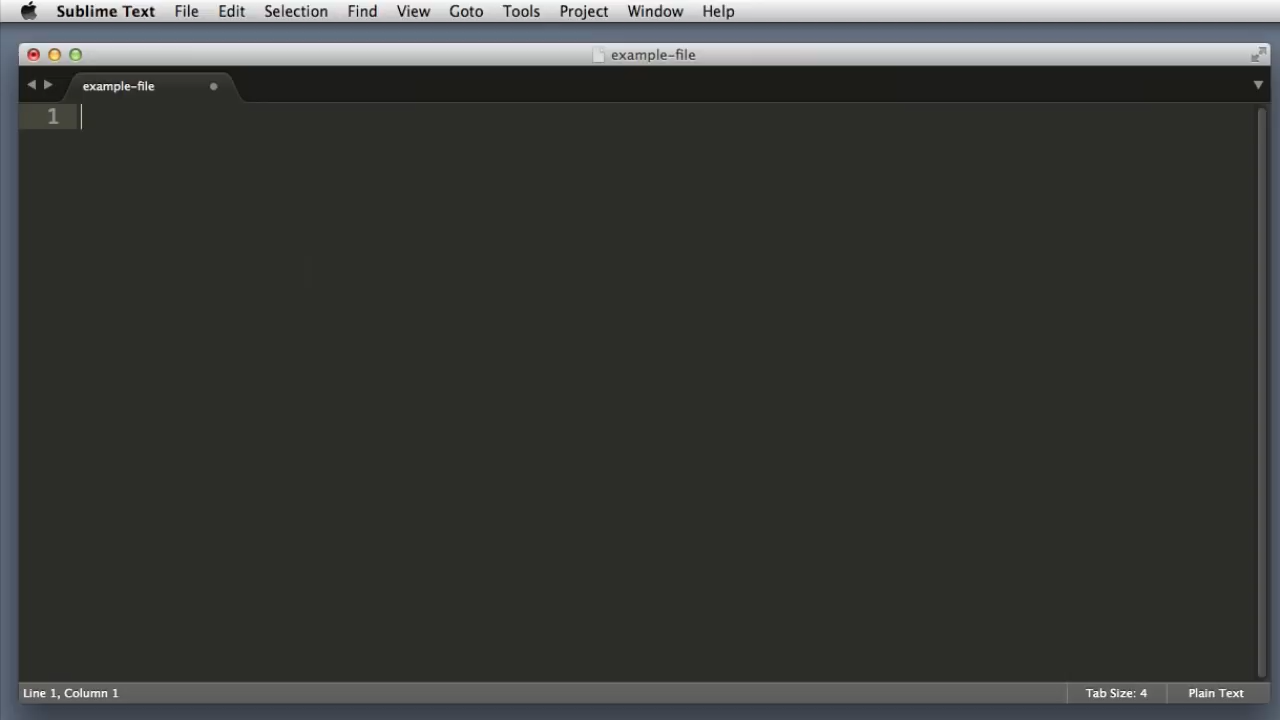 Sublime Text File Edit Selection Find View Goto Tools Project Window Help
example-file
example-file
1
Line 1, Column 1 Tab Size: 4 Plain Text